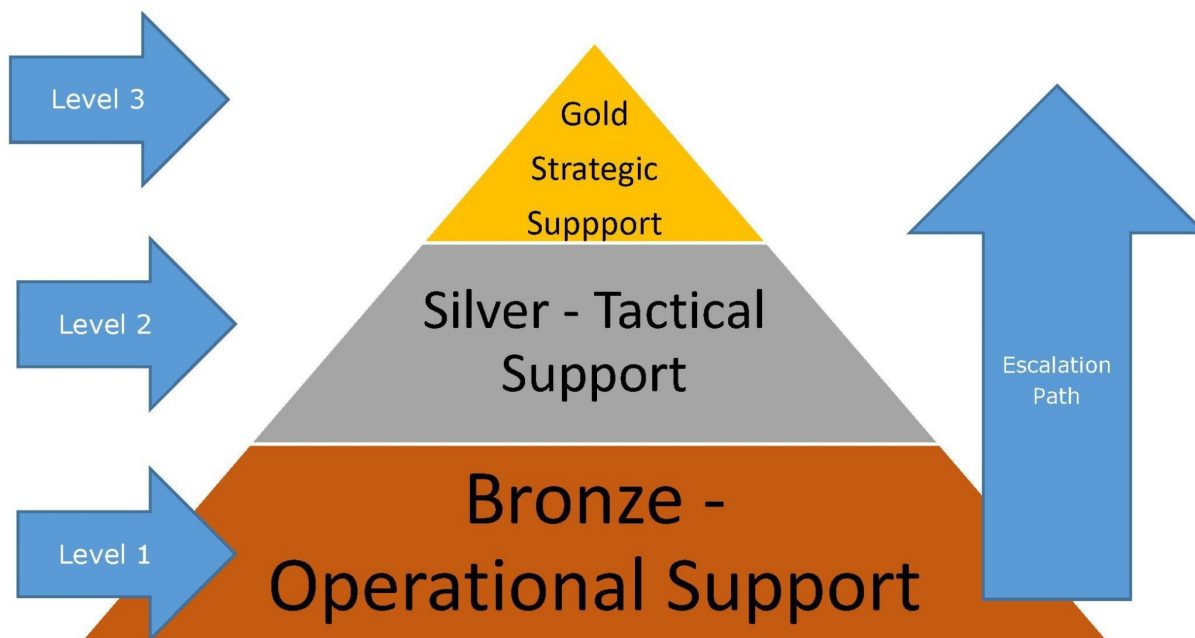 Level 3
Gold
Strategic
Suppport
Level 2
Silver - Tactical
Support
Escalation
Path
Level 1
Bronze -
Operational Support